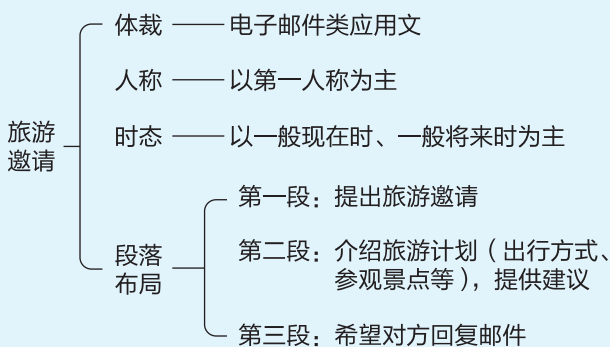 旅游
邀请
体裁
电子邮件类应用文
人称
以第一人称为主
时态
以一般现在时、一般将来时为主
段落
布局
第一段：提出旅游邀请
第二段：介绍旅游计划（出行方式、
参观景点等），提供建议
第三段：希望对方回复邮件